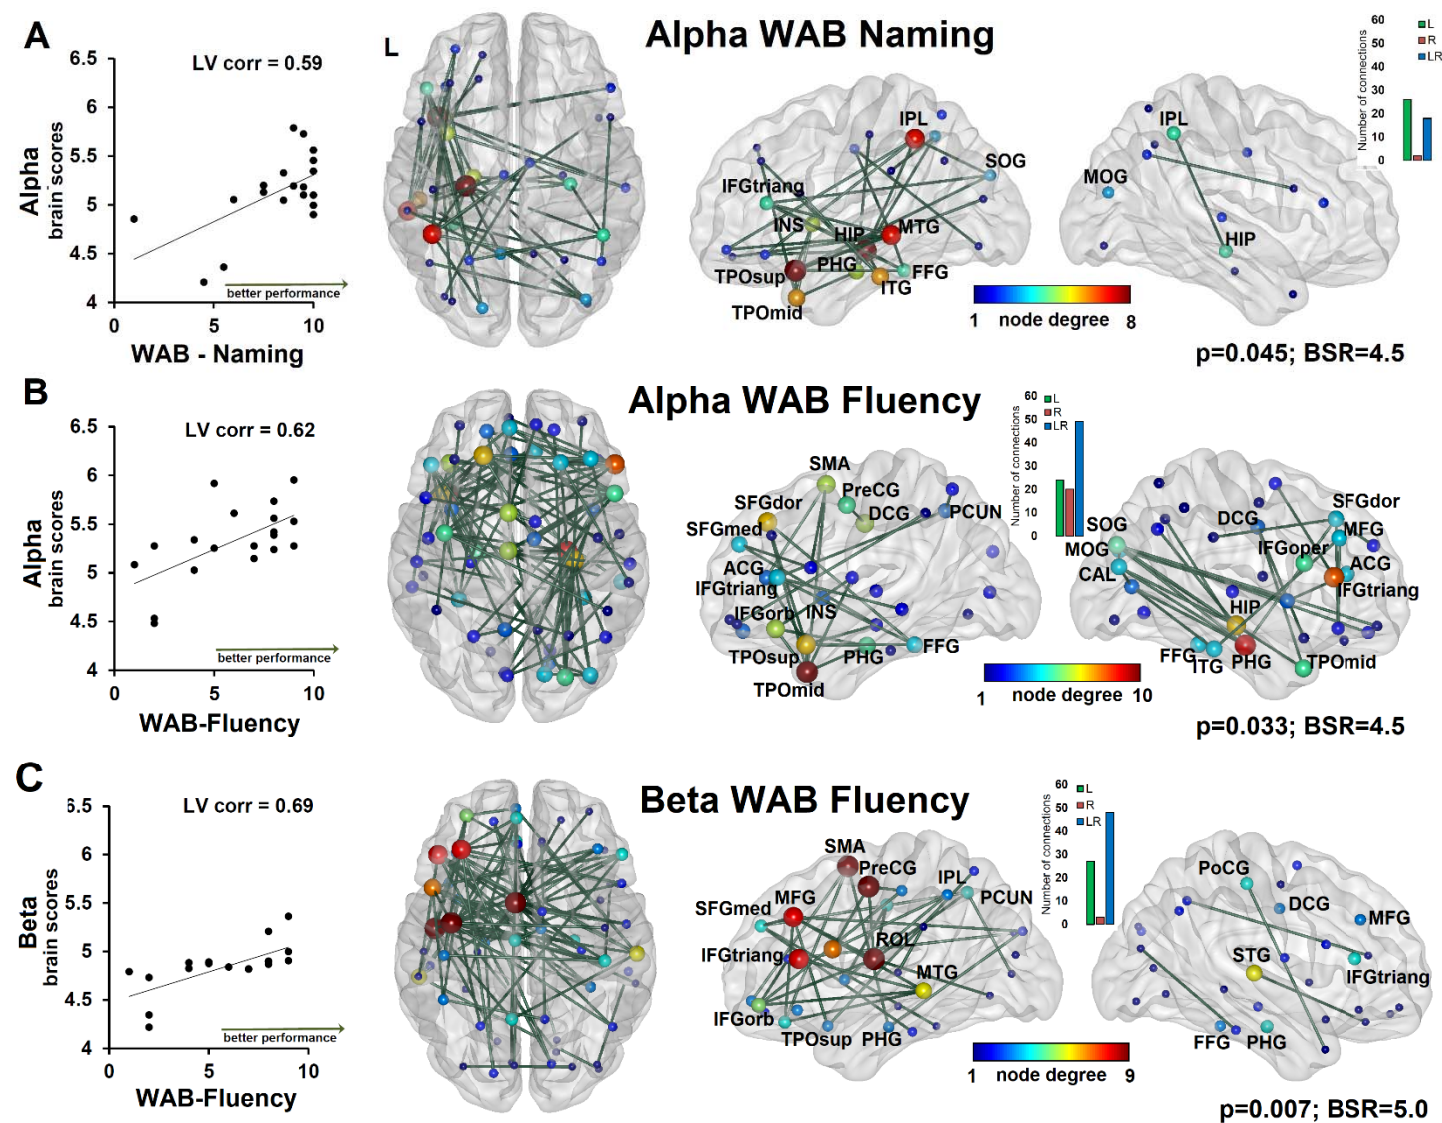 A
LV corr = 0.59
6.5
6
5.5
5
4.5
4
0
5
10
Alpha
brain scores
better performance
WAB - Naming
L
Alpha WAB Naming
IPL
SOG
IFGtriang
INS
HIP
MTG
PHG
FFG
TPOsup
ITG
TPOmid
1 node degree 8
IPL
MOG
HIP
Number of connections
60
50
40
30
20
10
0
L
R
LR
p=0.045; BSR=4.5
B
LV corr = 0.62
6.5
6
5.5
5
4.5
4
0
5
10
Alpha
brain scores
better performance
WAB-Fluency
Alpha WAB Fluency
SMA
PreCG
SFGdor
DCG
PCUN
SFGmed
ACG
IFGtriang
IFGorb
INS
TPOsup
PHG
FFG
TPOmid
1 node degree 10
Number of connections
60
50
40
30
20
10
0
L
R
LR
SFGdor
DCG
SOG
MFG
MOG
IFGoper
CAL
ACG
IFGtriang
HIP
FFG
ITG
PHG
TPOmid
p=0.033; BSR=4.5
C
LV corr = 0.69
6.5
6
5.5
5
4.5
4
0
5
10
Beta
brain scores
better performance
WAB-Fluency
Beta WAB Fluency
SMA
PreCG
IPL
MFG
PCUN
SFGmed
ROL
IFGtriang
MTG
IFGorb
TPOsup
PHG
1 node degree 9
Number of connections
60
50
40
30
20
10
0
L
R
LR
PoCG
DCG
MFG
STG
IFGtriang
FFG
PHG
p=0.007; BSR=5.0